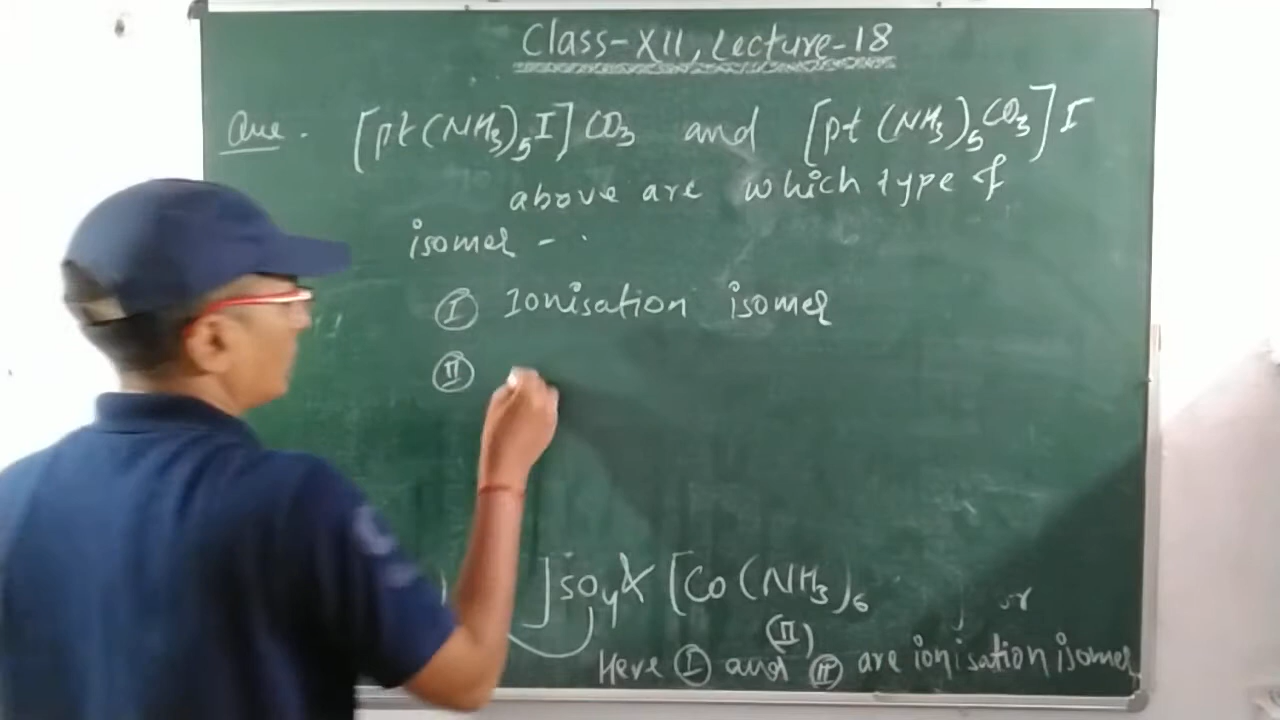 Class-XII, Lecture-18
Que. [pt(NH3)5I]CO3 and [pt(NH3)5CO3]I
above are which type of
isomer - .
(I) Ionisation isomer
(II)
]SO4 & [Co(NH3)6
(II)
Here (I) and (II) are ionisation isomer